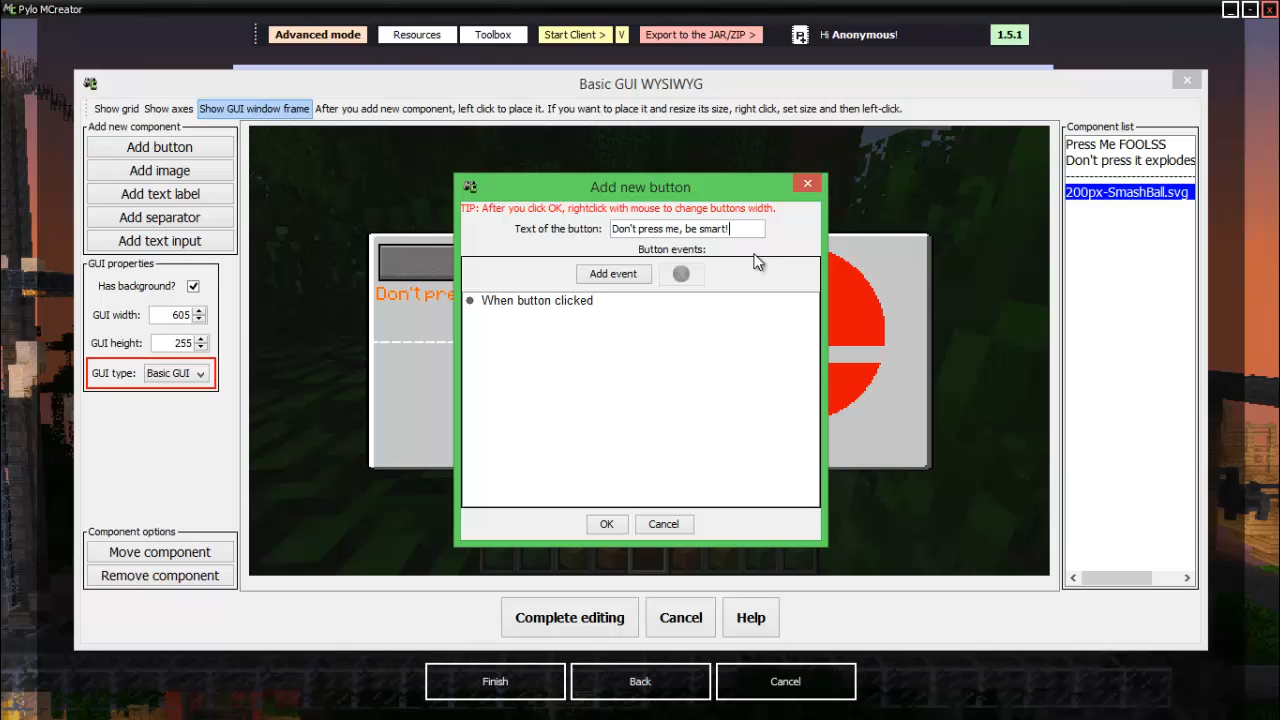 Pylo MCreator
Advanced mode
Resources
Toolbox
Start Client >
V
Export to the JAR/ZIP >
Hi Anonymous!
1.5.1
Basic GUI WYSIWYG
Show grid Show axes Show GUI window frame After you add new component, left click to place it. If you want to place it and resize its size, right click, set size and then left-click.
Add new component
Add button
Add image
Add text label
Add separator
Add text input
GUI properties
Has background?
GUI width: 605
GUI height: 255
GUI type: Basic GUI
Component options
Move component
Remove component
Don't pre
Add new button
TIP: After you click OK, rightclick with mouse to change buttons width.
Text of the button: Don't press me, be smart!
Button events:
Add event
When button clicked
OK
Cancel
Component list
Press Me FOOLSS
Don't press it explodes
200px-SmashBall.svg
Complete editing
Cancel
Help
Finish
Back
Cancel